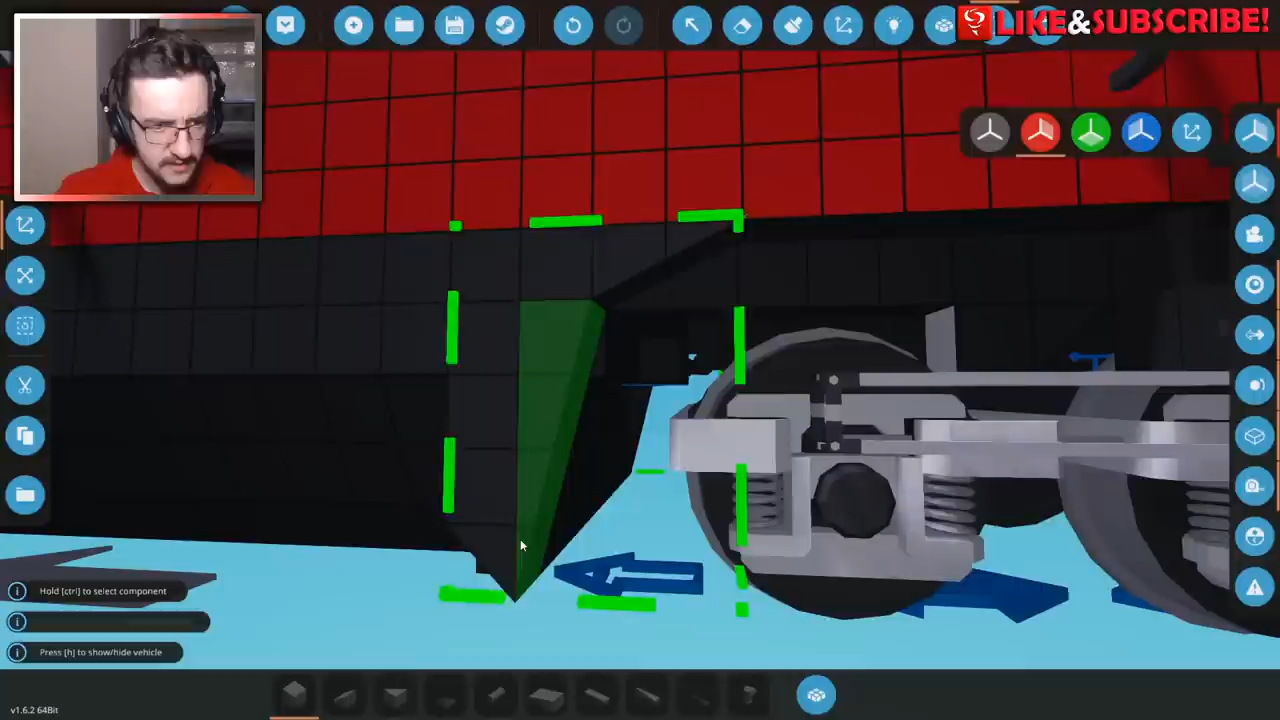 LIKE&SUBSCRIBE!
Hold [ctrl] to select component
Press [h] to show/hide vehicle
v1.6.2 64Bit